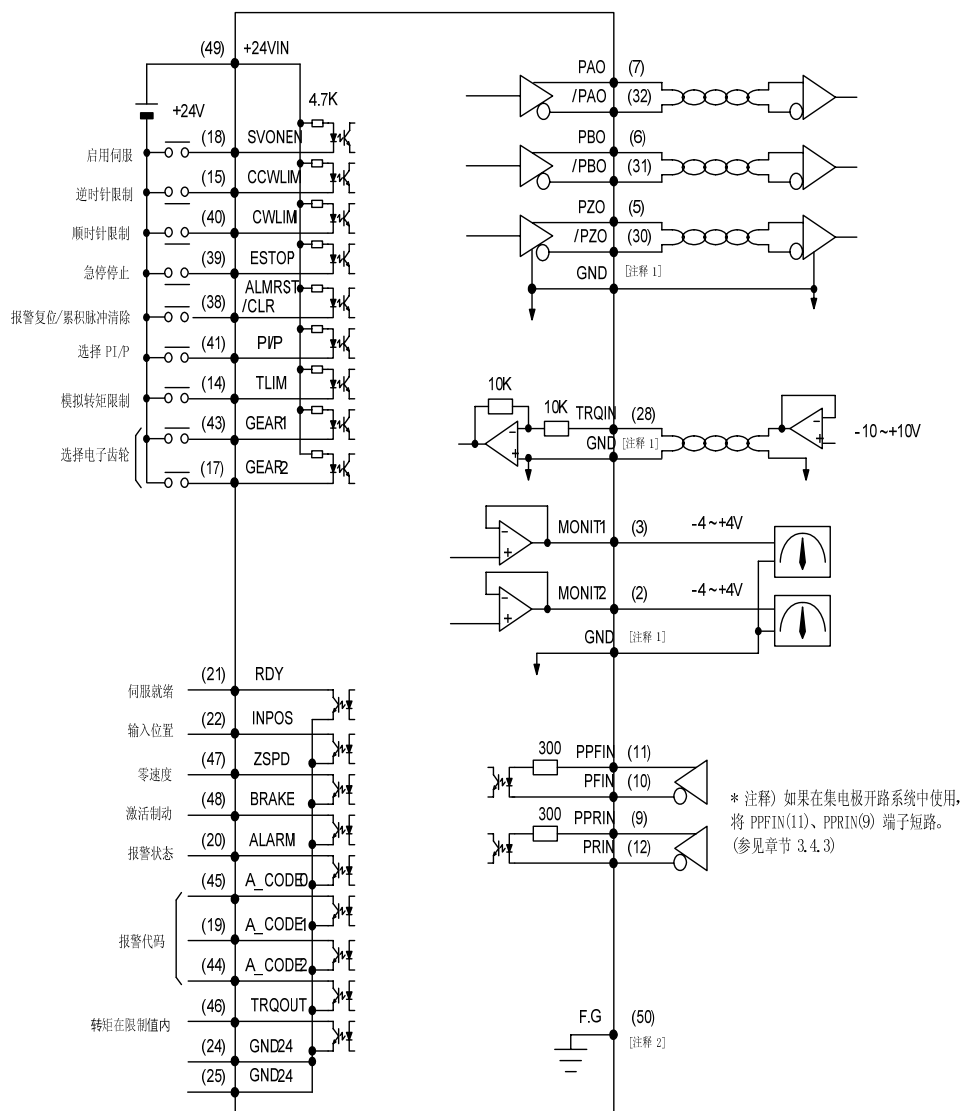 (49) +24VIN
+24V
4.7K
(18) SVONEN
启用伺服
(15) CCWLIM
逆时针限制
(40) CWLIM
顺时针限制
(39) ESTOP
急停停止
(38) ALMRST
/CLR
报警复位/累积脉冲清除
(41) PI/P
选择 PI/P
(14) TLIM
模拟转矩限制
(43) GEAR1
选择电子齿轮
(17) GEAR2
(21) RDY
伺服就绪
(22) INPOS
输入位置
(47) ZSPD
零速度
(48) BRAKE
激活制动
(20) ALARM
报警状态
(45) A_CODE0
(19) A_CODE1
报警代码
(44) A_CODE2
(46) TRQOUT
转矩在限制值内
(24) GND24
(25) GND24
PAO (7)
/PAO (32)
PBO (6)
/PBO (31)
PZO (5)
/PZO (30)
GND [注释 1]
10K
10K TRQIN (28)
GND [注释 1]
-10~+10V
MONIT1 (3) -4~+4V
MONIT2 (2) -4~+4V
GND [注释 1]
300 PPFIN (11)
PFIN (10)
300 PPRIN (9)
PRIN (12)
* 注释) 如果在集电极开路系统中使用,
将 PPFIN(11)、PPRIN(9) 端子短路。
(参见章节 3.4.3)
F.G (50)
[注释 2]